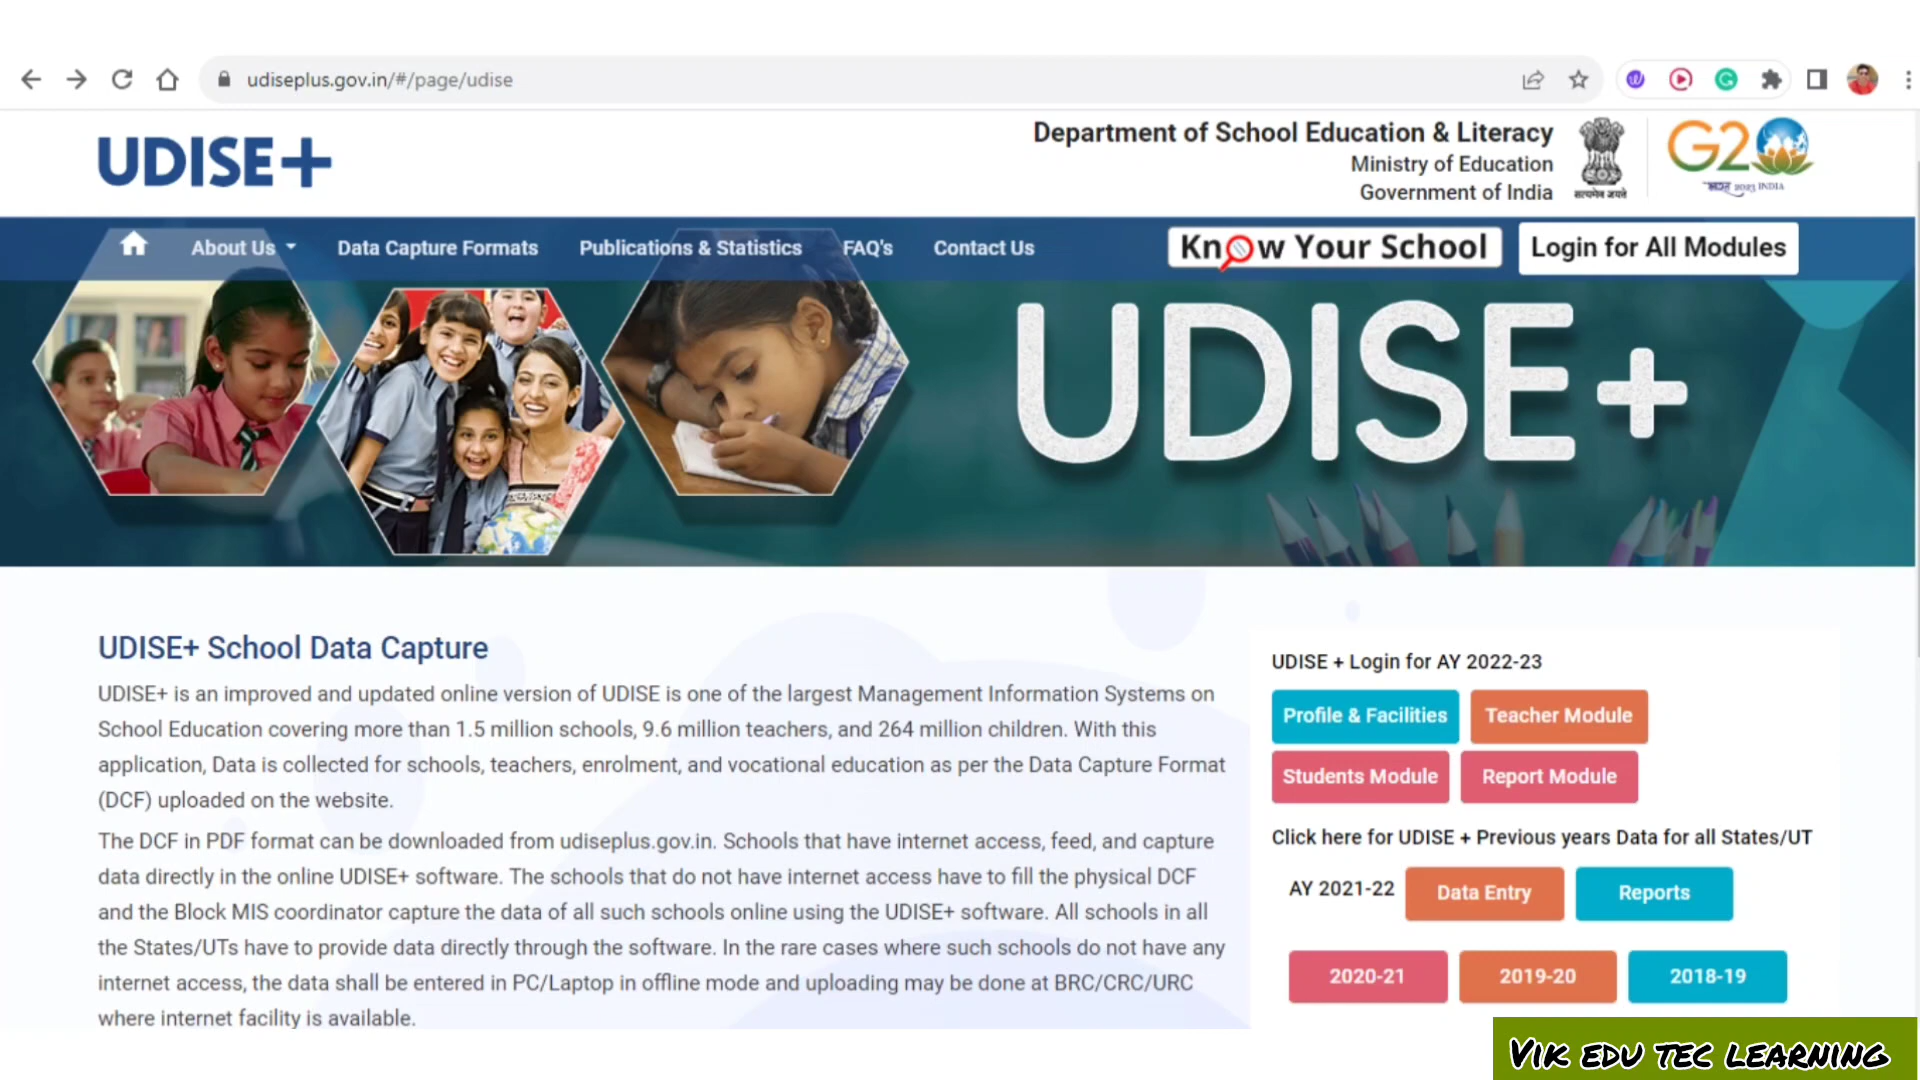 udiseplus.gov.in/#/page/udise
UDISE+
Department of School Education & Literacy
Ministry of Education
Government of India
सत्यमेव जयते
G20
भारत 2023 INDIA
About Us
Data Capture Formats
Publications & Statistics
FAQ's
Contact Us
Know Your School
Login for All Modules
UDISE+
UDISE+ School Data Capture
UDISE+ is an improved and updated online version of UDISE is one of the largest Management Information Systems on
School Education covering more than 1.5 million schools, 9.6 million teachers, and 264 million children. With this
application, Data is collected for schools, teachers, enrolment, and vocational education as per the Data Capture Format
(DCF) uploaded on the website.
The DCF in PDF format can be downloaded from udiseplus.gov.in. Schools that have internet access, feed, and capture
data directly in the online UDISE+ software. The schools that do not have internet access have to fill the physical DCF
and the Block MIS coordinator capture the data of all such schools online using the UDISE+ software. All schools in all
the States/UTs have to provide data directly through the software. In the rare cases where such schools do not have any
internet access, the data shall be entered in PC/Laptop in offline mode and uploading may be done at BRC/CRC/URC
where internet facility is available.
UDISE + Login for AY 2022-23
Profile & Facilities
Teacher Module
Students Module
Report Module
Click here for UDISE + Previous years Data for all States/UT
AY 2021-22
Data Entry
Reports
2020-21
2019-20
2018-19
VIK EDU TEC LEARNING